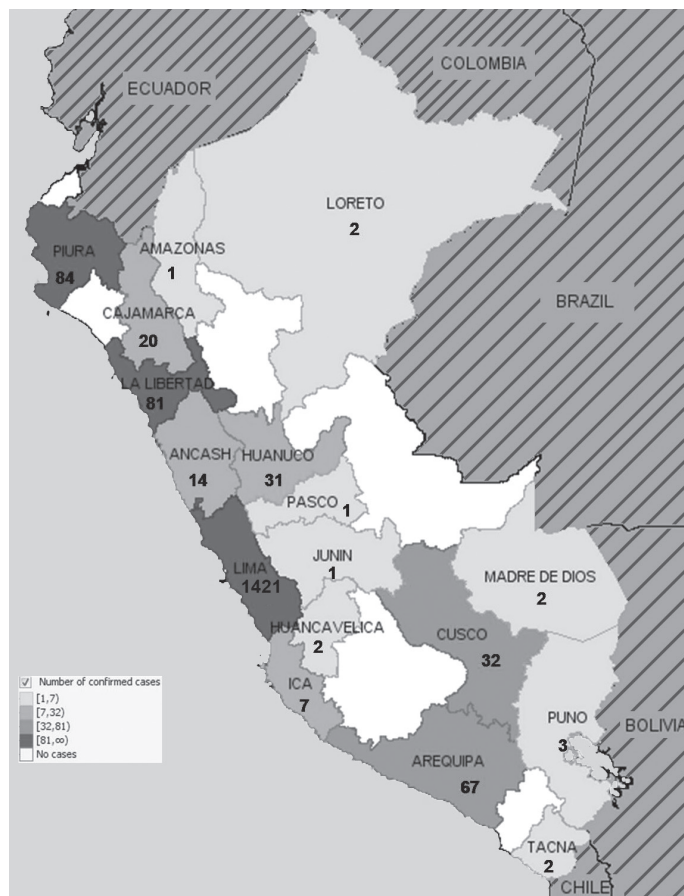 COLOMBIA
ECUADOR
LORETO
2
AMAZONAS
1
PIURA
84
BRAZIL
CAJAMARCA
20
LA LIBERTAD
81
ANCASH
14
HUANUCO
31
PASCO 1
JUNIN
1
LIMA
1421
MADRE DE DIOS
2
HUANCAVELICA
2
CUSCO
32
ICA
7
PUNO
3
BOLIVIA
AREQUIPA
67
TACNA
2
CHILE
Number of confirmed cases
[1,7)
[7,32)
[32,81)
[81,∞)
No cases